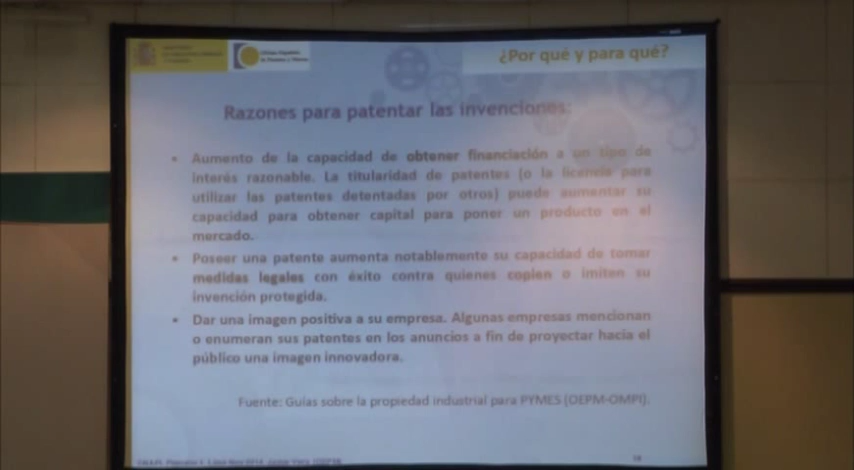 ¿Por qué y para qué?
Razones para patentar las invenciones:
• Aumento de la capacidad de obtener financiación a un tipo de
interés razonable. La titularidad de patentes (o la licencia para
utilizar las patentes detentadas por otros) puede aumentar su
capacidad para obtener capital para poner un producto en el
mercado.
• Poseer una patente aumenta notablemente su capacidad de tomar
medidas legales con éxito contra quienes copien o imiten su
invención protegida.
• Dar una imagen positiva a su empresa. Algunas empresas mencionan
o enumeran sus patentes en los anuncios a fin de proyectar hacia el
público una imagen innovadora.
Fuente: Guías sobre la propiedad industrial para PYMES (OEPM-OMPI).